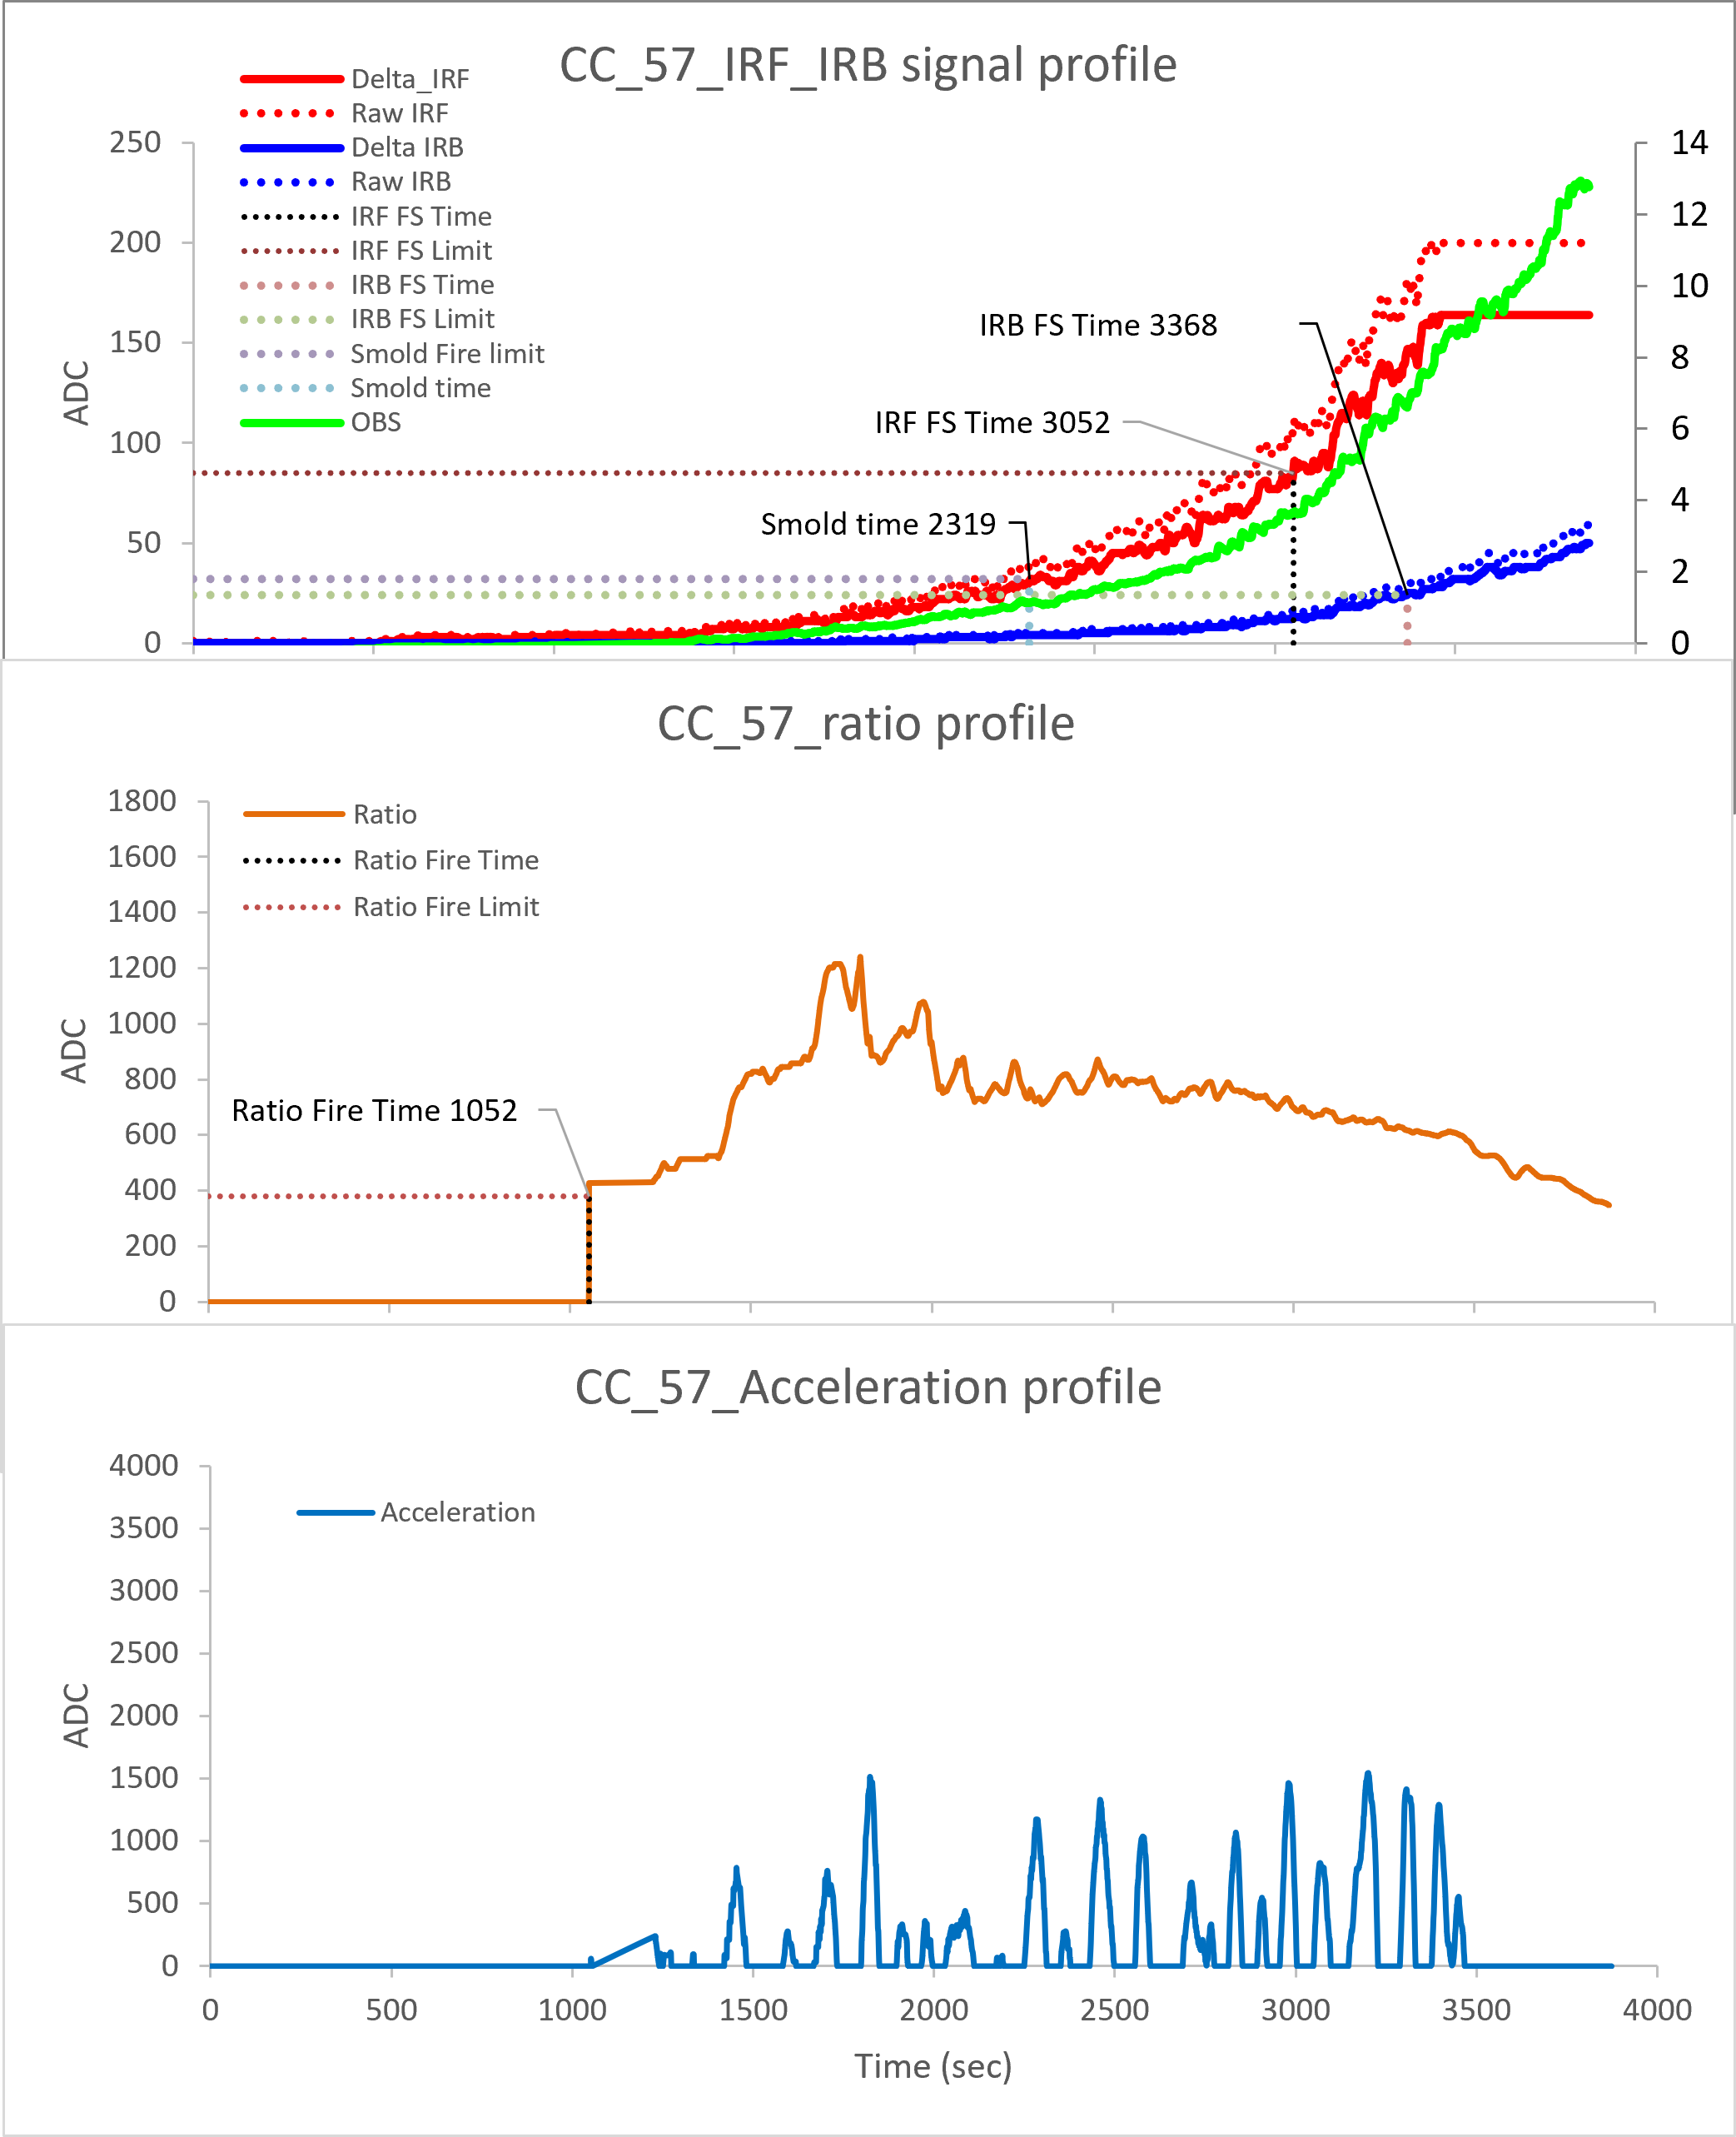 CC_57_IRF_IRB signal profile
Delta_IRF
Raw IRF
Delta IRB
Raw IRB
IRF FS Time
IRF FS Limit
IRB FS Time
IRB FS Limit
Smold Fire limit
Smold time
OBS
250
200
150
100
50
0
ADC
14
12
10
8
6
4
2
0
IRB FS Time 3368
IRF FS Time 3052
Smold time 2319
CC_57_ratio profile
1800
1600
1400
1200
1000
800
600
400
200
0
ADC
Ratio
Ratio Fire Time
Ratio Fire Limit
Ratio Fire Time 1052
CC_57_Acceleration profile
4000
3500
3000
2500
2000
1500
1000
500
0
ADC
Acceleration
0 500 1000 1500 2000 2500 3000 3500 4000
Time (sec)